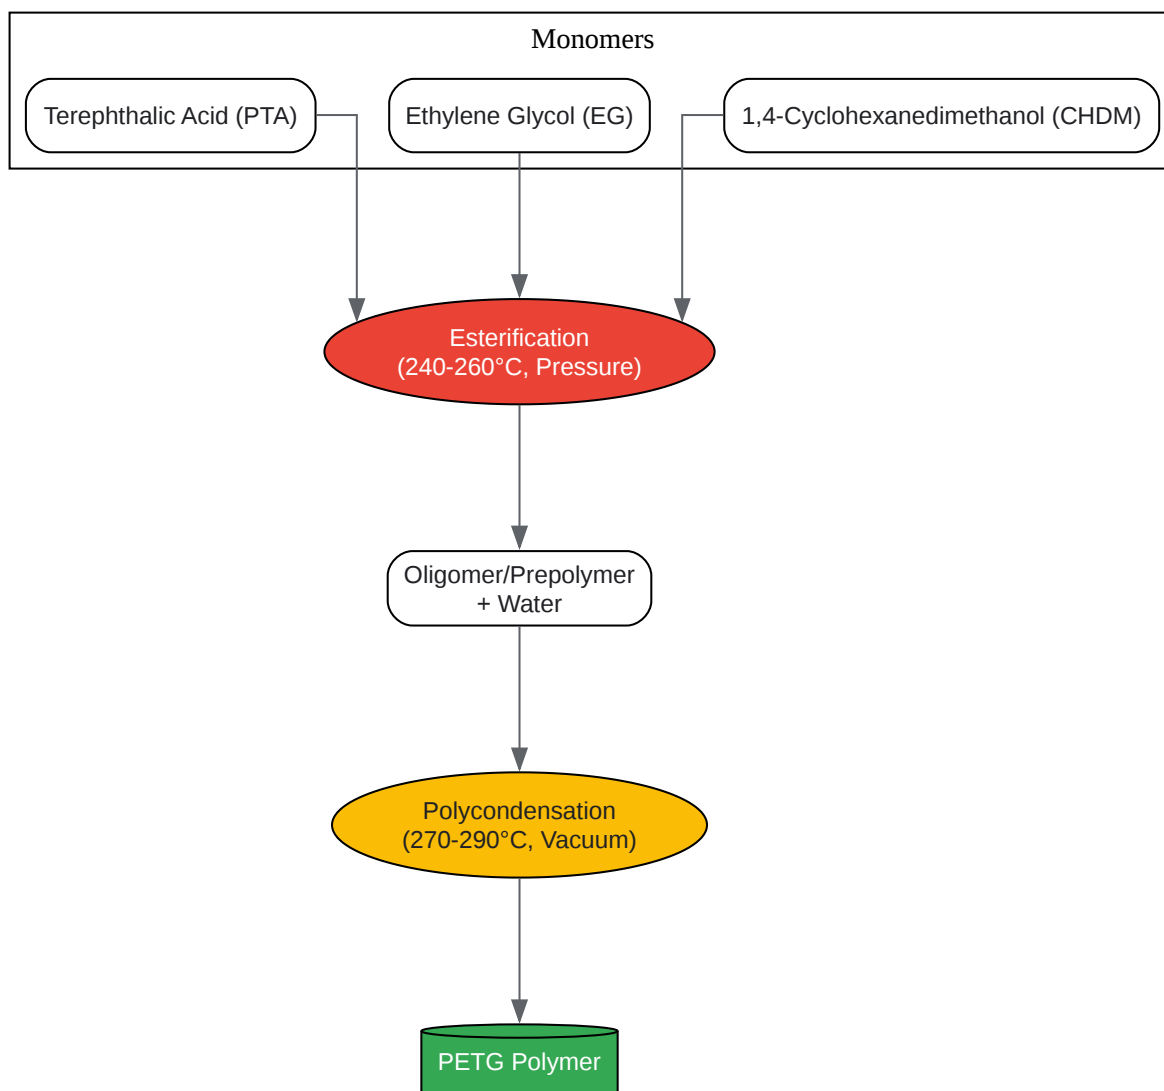 Monomers
Terephthalic Acid (PTA)
Ethylene Glycol (EG)
1,4-Cyclohexanedimethanol (CHDM)
Esterification
(240-260°C, Pressure)
Oligomer/Prepolymer
+ Water
Polycondensation
(270-290°C, Vacuum)
PETG Polymer